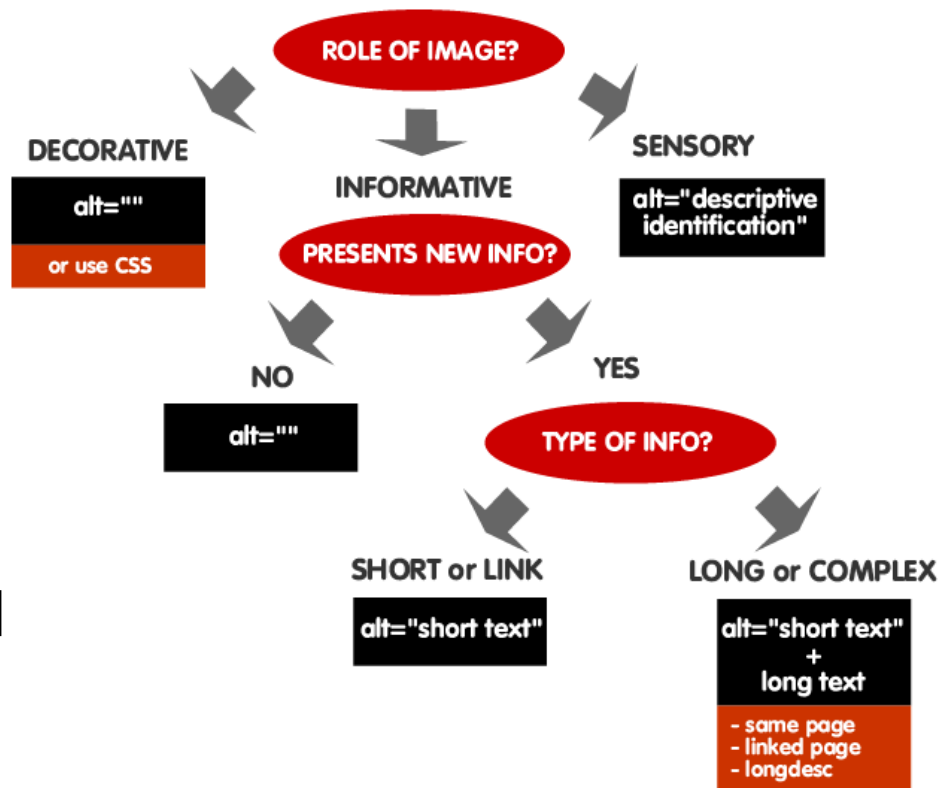 ROLE OF IMAGE?
DECORATIVE
alt=""
or use CSS
INFORMATIVE
SENSORY
alt="descriptive
identification"
PRESENTS NEW INFO?
NO
alt=""
YES
TYPE OF INFO?
SHORT or LINK
alt="short text"
LONG or COMPLEX
alt="short text"
+
long text
- same page
- linked page
- longdesc